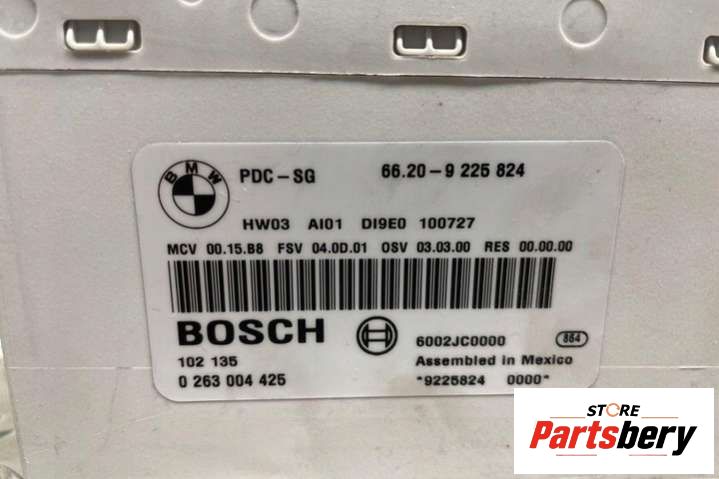 BMW
PDC-SG 66.20-9 225 824
HW03 AI01 DI9E0 100727
MCV 00.15.B8 FSV 04.0D.01 OSV 03.03.00 RES 00.00.00
BOSCH 6002JC0000 864
102 135 Assembled in Mexico
0 263 004 425 *9225824 0000*
STORE
Partsbery